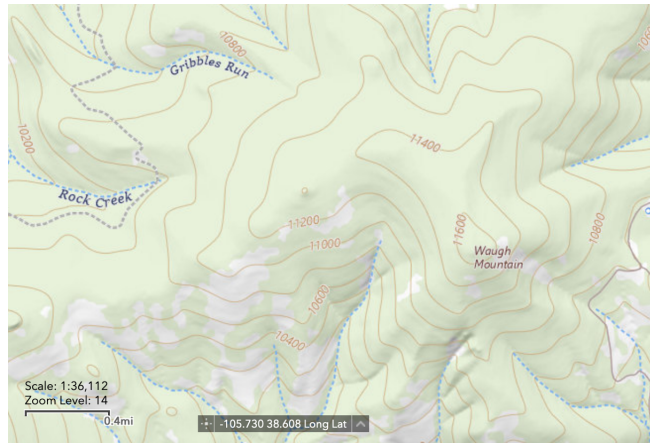 10800
10600
Gribbles Run
10200
11400
Rock Creek
11200
11000
11600
10800
Waugh
Mountain
10600
10400
Scale: 1:36,112
Zoom Level: 14
0.4mi
-105.730 38.608 Long Lat